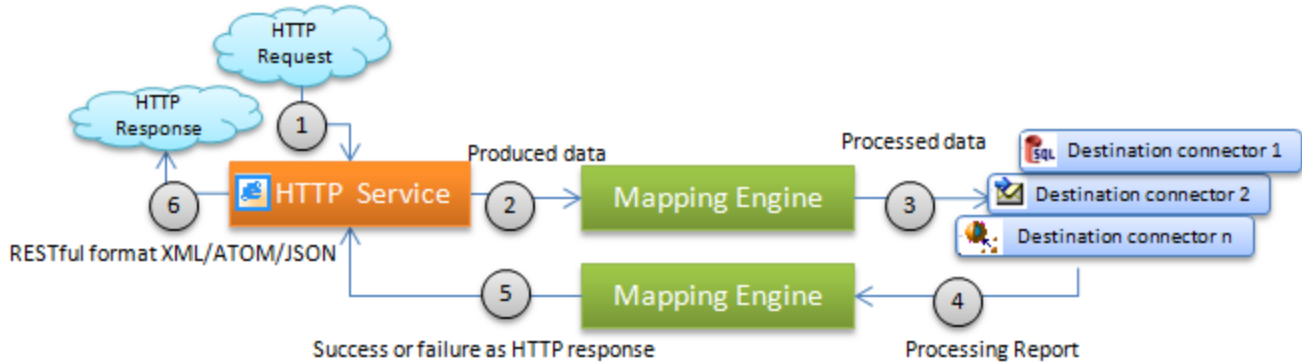 HTTP
Request
HTTP
Response
1
Produced data
Processed data
SQL
Destination connector 1
6
HTTP Service
2
Mapping Engine
3
Destination connector 2
RESTful format XML/ATOM/JSON
Destination connector n
5
Mapping Engine
4
Success or failure as HTTP response
Processing Report